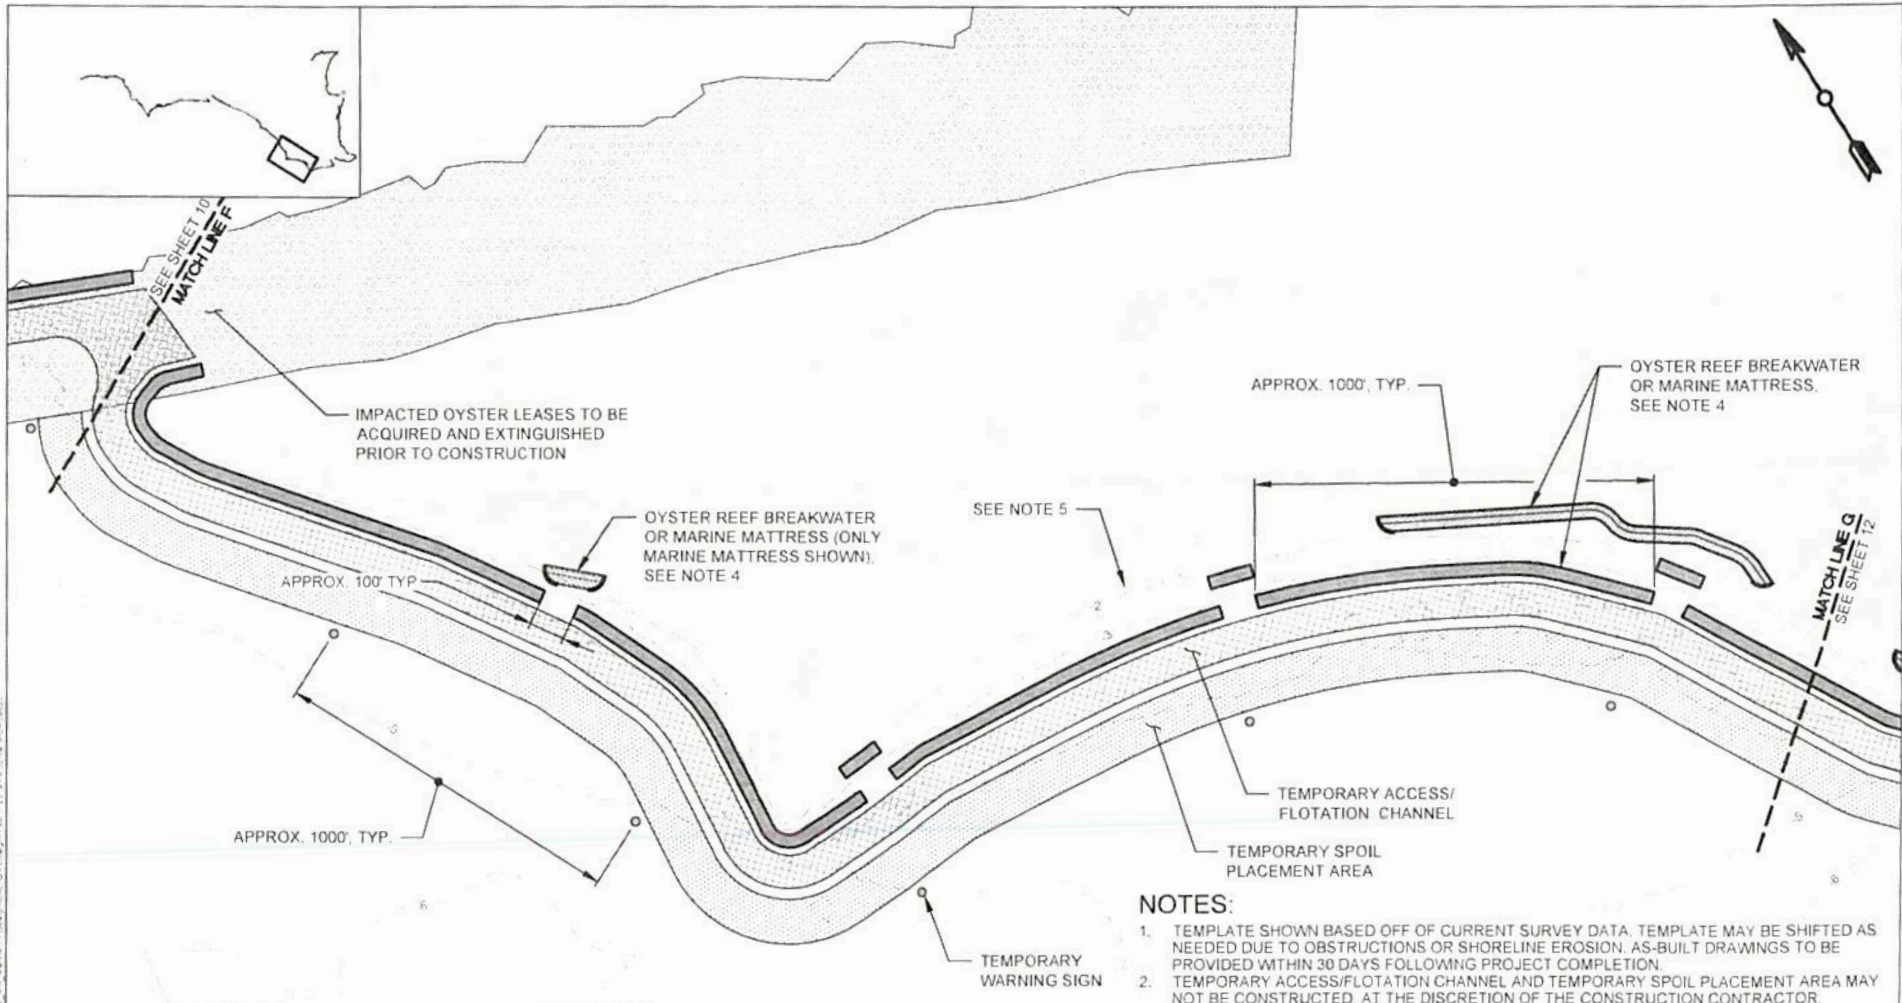 SEE SHEET 10
MATCH LINE F
IMPACTED OYSTER LEASES TO BE
ACQUIRED AND EXTINGUISHED
PRIOR TO CONSTRUCTION
APPROX. 1000', TYP.
OYSTER REEF BREAKWATER
OR MARINE MATTRESS.
SEE NOTE 4
OYSTER REEF BREAKWATER
OR MARINE MATTRESS (ONLY
MARINE MATTRESS SHOWN).
SEE NOTE 4
SEE NOTE 5
MATCH LINE G
SEE SHEET 12
APPROX. 100' TYP
-2
-3
-5
APPROX. 1000', TYP.
-6
TEMPORARY ACCESS/
FLOTATION CHANNEL
TEMPORARY SPOIL
PLACEMENT AREA
-5
-6
TEMPORARY
WARNING SIGN
NOTES:
1. TEMPLATE SHOWN BASED OFF OF CURRENT SURVEY DATA. TEMPLATE MAY BE SHIFTED AS
NEEDED DUE TO OBSTRUCTIONS OR SHORELINE EROSION. AS-BUILT DRAWINGS TO BE
PROVIDED WITHIN 30 DAYS FOLLOWING PROJECT COMPLETION.
2. TEMPORARY ACCESS/FLOTATION CHANNEL AND TEMPORARY SPOIL PLACEMENT AREA MAY
NOT BE CONSTRUCTED, AT THE DISCRETION OF THE CONSTRUCTION CONTRACTOR.